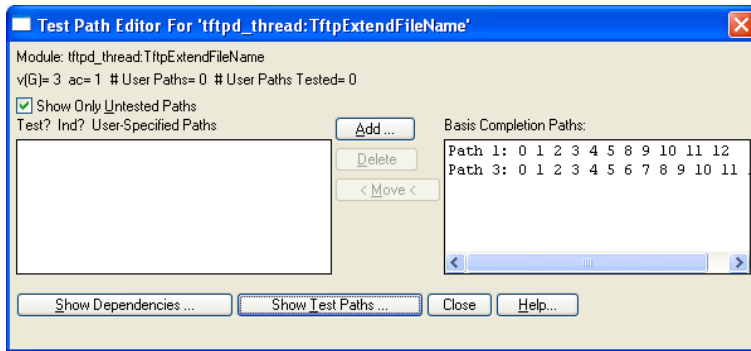 Test Path Editor For 'tftpd_thread:TftpExtendFileName'
Module: tftpd_thread:TftpExtendFileName
v(G)= 3 ac= 1 # User Paths= 0 # User Paths Tested= 0
Show Only Untested Paths
Test? Ind? User-Specified Paths
Add ...
Delete
< Move <
Basis Completion Paths:
Path 1: 0 1 2 3 4 5 8 9 10 11 12
Path 3: 0 1 2 3 4 5 6 7 8 9 10 11
Show Dependencies ...
Show Test Paths ...
Close
Help...